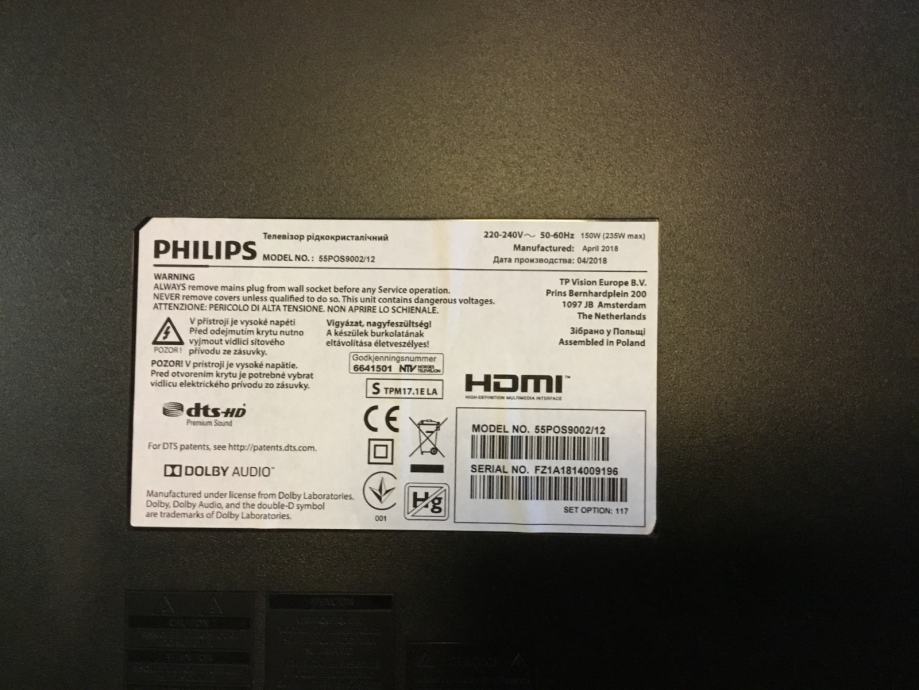 PHILIPS
Телевізор рідкокристалічний
MODEL NO. : 55POS9002/12
220-240V~ 50-60Hz 150W (235W max)
Manufactured: April 2018
Дата производства: 04/2018
WARNING
ALWAYS remove mains plug from wall socket before any Service operation.
NEVER remove covers unless qualified to do so. This unit contains dangerous voltages.
ATTENZIONE: PERICOLO DI ALTA TENSIONE. NON APRIRE LO SCHIENALE.
TP Vision Europe B.V.
Prins Bernhardplein 200
1097 JB Amsterdam
The Netherlands
Зібрано у Польщі
Assembled in Poland
V přístroji je vysoké napětí
Před odejmutím krytu nutno
vyjmout vidlici síťového
přívodu ze zásuvky.
POZOR !
Vigyázat, nagyfeszültség!
A készülek burkolatának
eltávolítása életveszélyes!
POZOR! V prístroji je vysoké napätie.
Pred otvorením krytu je potrebné vybrat
vidlicu elektrického prívodu zo zásuvky.
Godkjenningsnummer
6641501 NTV NORGES TELEVISJON
S TPM17.1E LA
HDMI™
HIGH-DEFINITION MULTIMEDIA INTERFACE
dts-HD
Premium Sound
CE
For DTS patents, see http://patents.dts.com.
DOLBY AUDIO™
Manufactured under license from Dolby Laboratories.
Dolby, Dolby Audio, and the double-D symbol
are trademarks of Dolby Laboratories.
001
Hg
MODEL NO. 55POS9002/12
SERIAL NO. FZ1A1814009196
SET OPTION: 117